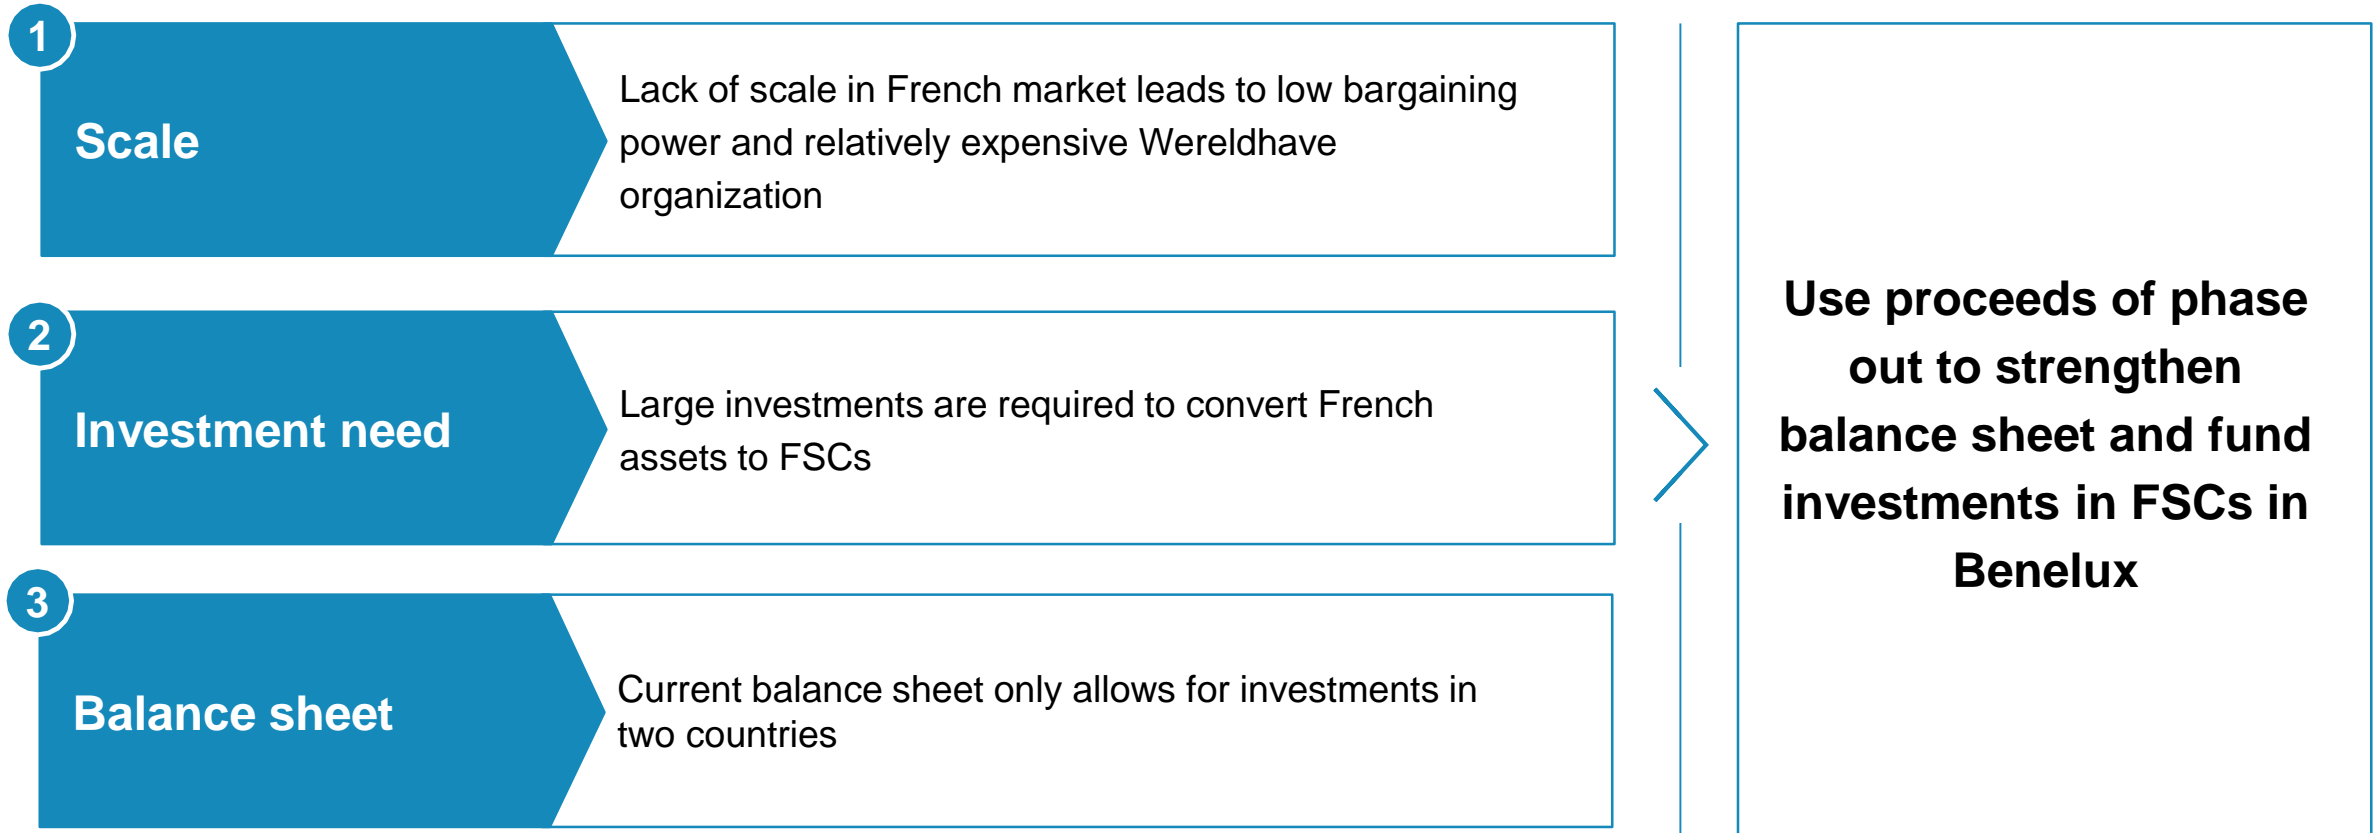 1
Scale
Lack of scale in French market leads to low bargaining
power and relatively expensive Wereldhave
organization
2
Investment need
Large investments are required to convert French
assets to FSCs
3
Balance sheet
Current balance sheet only allows for investments in
two countries
Use proceeds of phase
out to strengthen
balance sheet and fund
investments in FSCs in
Benelux